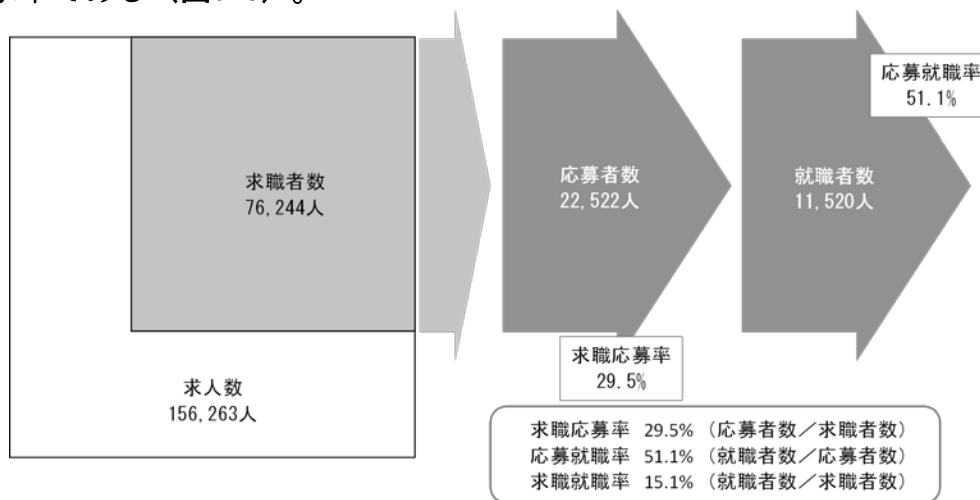 求職者数
76,244人
求人数
156,263人
応募者数
22,522人
求職応募率
29.5%
就職者数
11,520人
応募就職率
51.1%
求職応募率 29.5% (応募者数／求職者数)
応募就職率 51.1% (就職者数／応募者数)
求職就職率 15.1% (就職者数／求職者数)